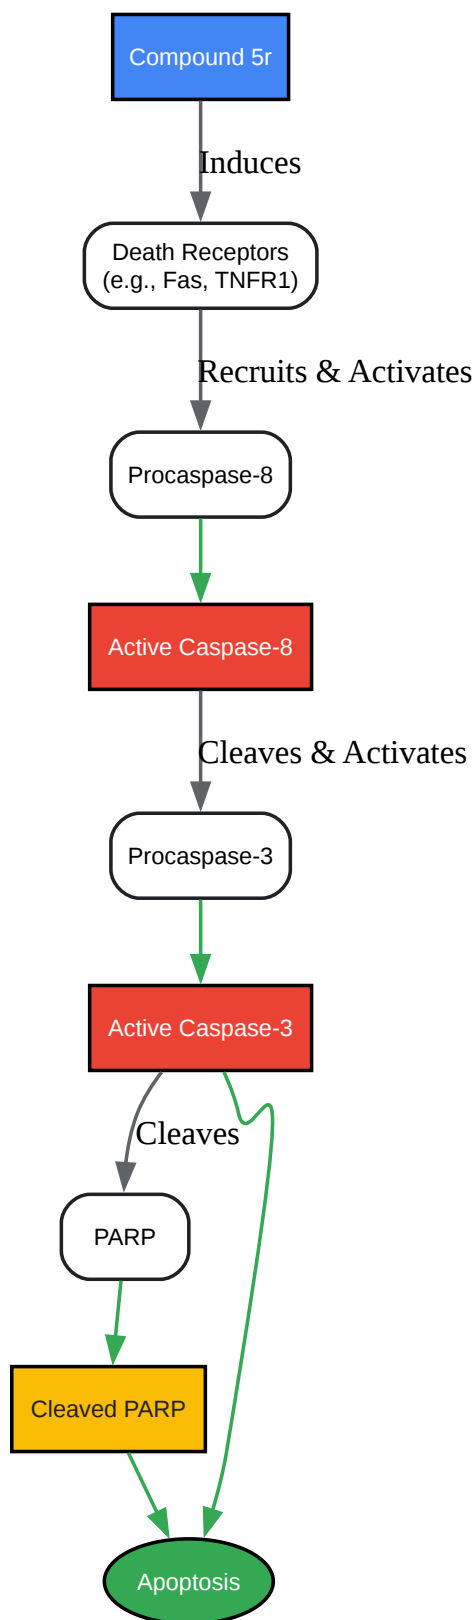 Compound 5r
Induces
Death Receptors
(e.g., Fas, TNFR1)
Recruits & Activates
Procaspase-8
Active Caspase-8
Cleaves & Activates
Procaspase-3
Active Caspase-3
Cleaves
PARP
Cleaved PARP
Apoptosis